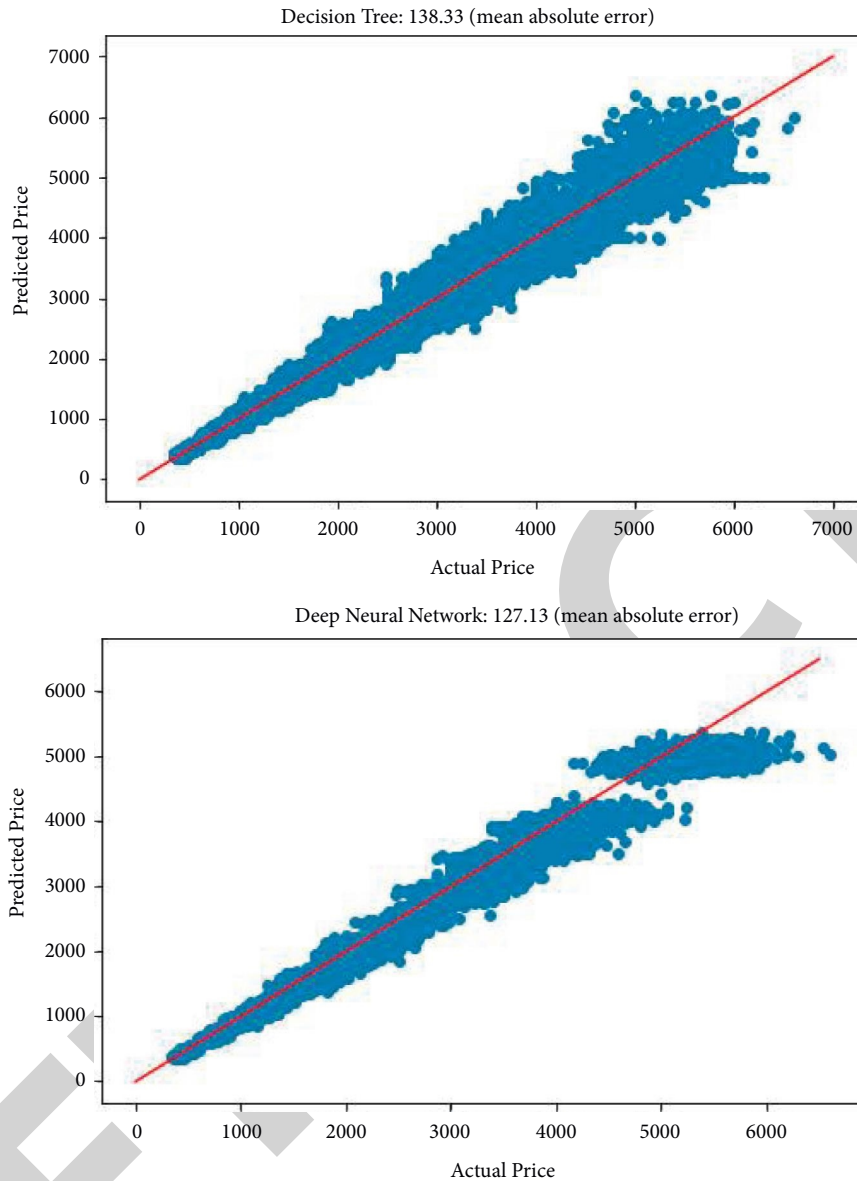 Decision Tree: 138.33 (mean absolute error)
7000
6000
5000
4000
3000
2000
1000
0
Predicted Price
0 1000 2000 3000 4000 5000 6000 7000
Actual Price
Deep Neural Network: 127.13 (mean absolute error)
6000
5000
4000
3000
2000
1000
0
Predicted Price
0 1000 2000 3000 4000 5000 6000
Actual Price